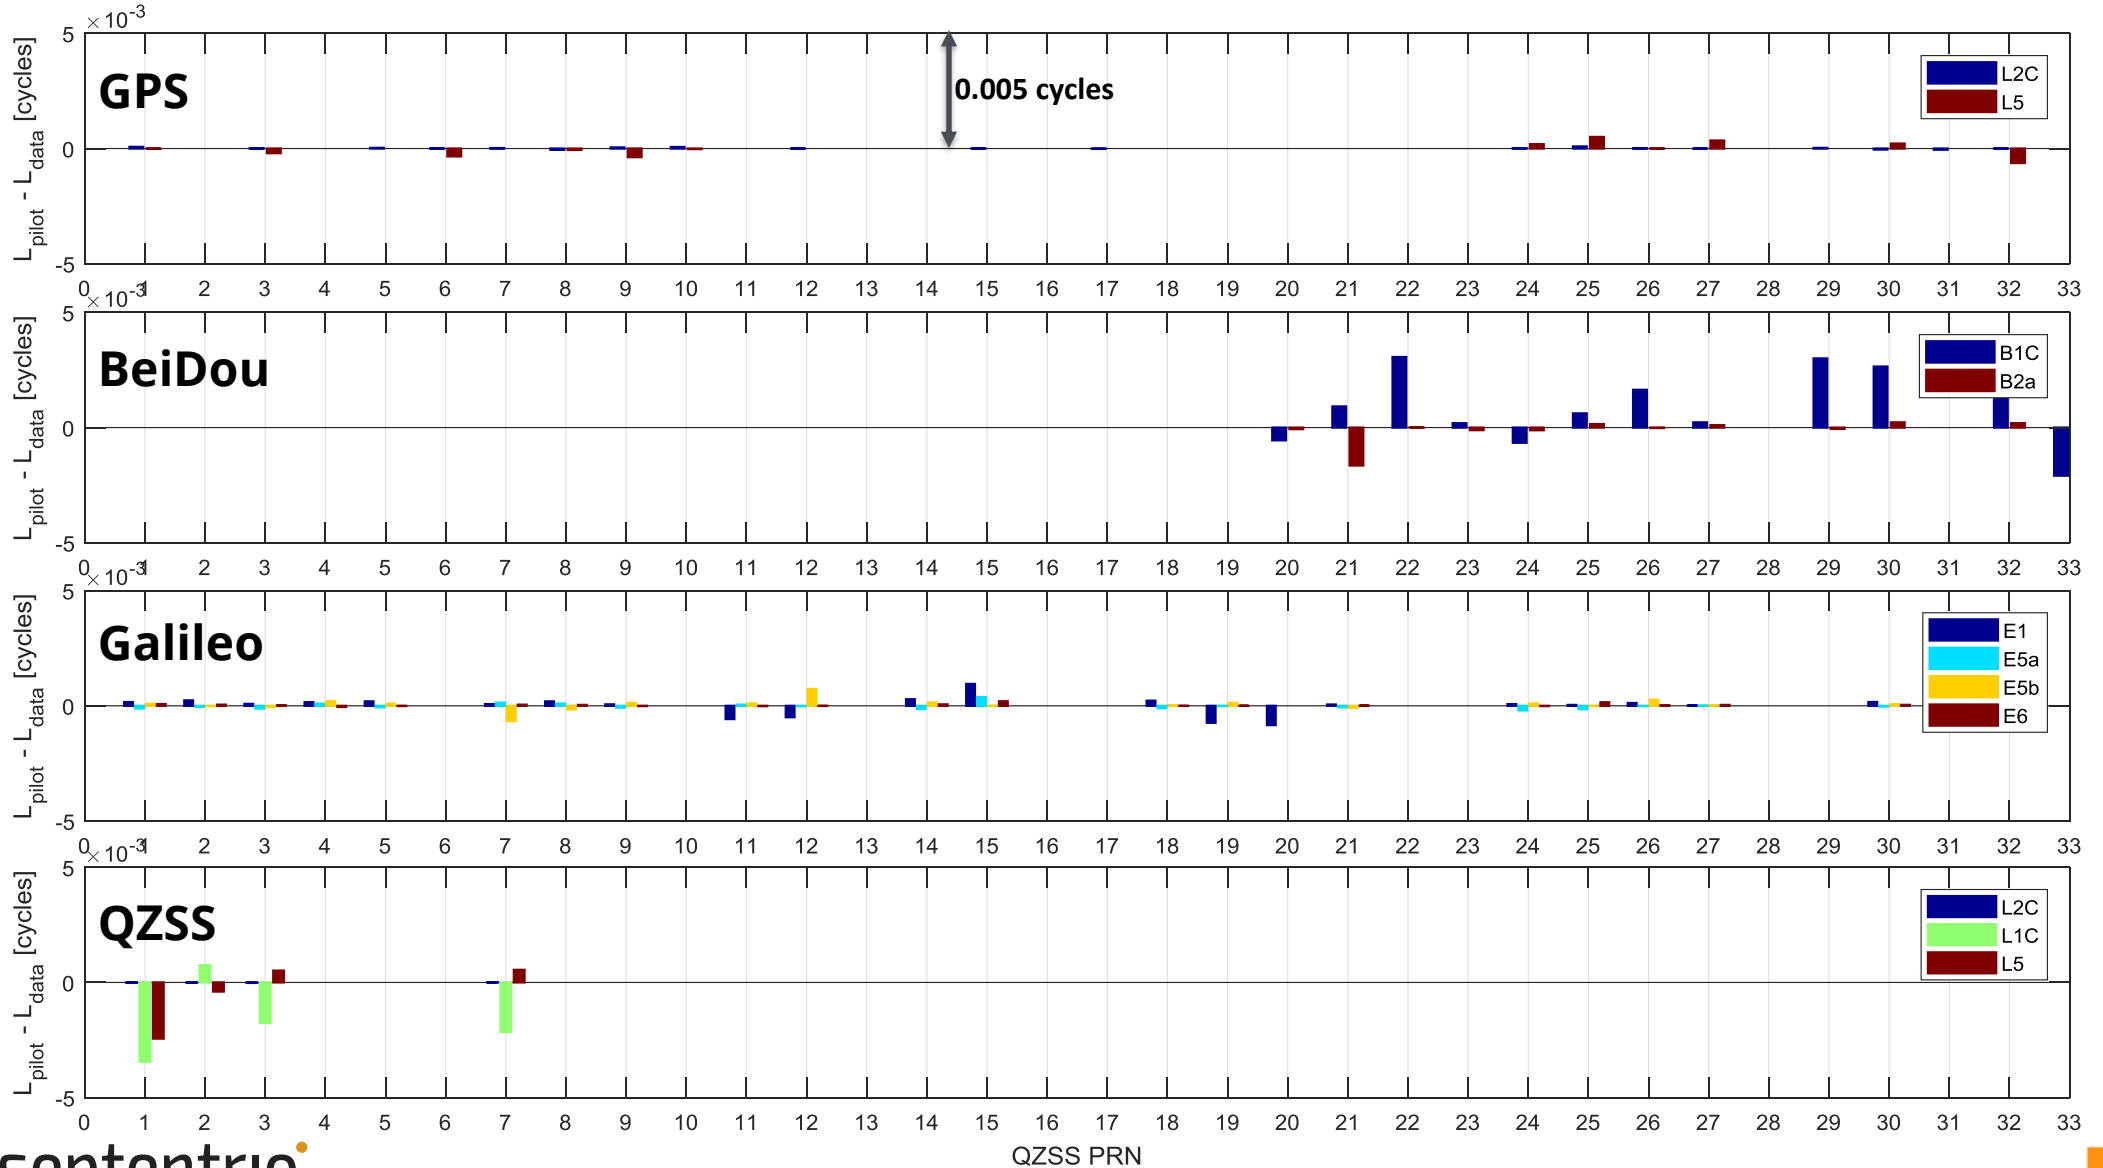 ×10-3
5
0
-5
Lpilot - Ldata [cycles]
GPS
0.005 cycles
L2C
L5
0 1 2 3 4 5 6 7 8 9 10 11 12 13 14 15 16 17 18 19 20 21 22 23 24 25 26 27 28 29 30 31 32 33
×10-3
5
0
-5
Lpilot - Ldata [cycles]
BeiDou
B1C
B2a
0 1 2 3 4 5 6 7 8 9 10 11 12 13 14 15 16 17 18 19 20 21 22 23 24 25 26 27 28 29 30 31 32 33
×10-3
5
0
-5
Lpilot - Ldata [cycles]
Galileo
E1
E5a
E5b
E6
0 1 2 3 4 5 6 7 8 9 10 11 12 13 14 15 16 17 18 19 20 21 22 23 24 25 26 27 28 29 30 31 32 33
×10-3
5
0
-5
Lpilot - Ldata [cycles]
QZSS
L2C
L1C
L5
0 1 2 3 4 5 6 7 8 9 10 11 12 13 14 15 16 17 18 19 20 21 22 23 24 25 26 27 28 29 30 31 32 33
QZSS PRN
septentrio